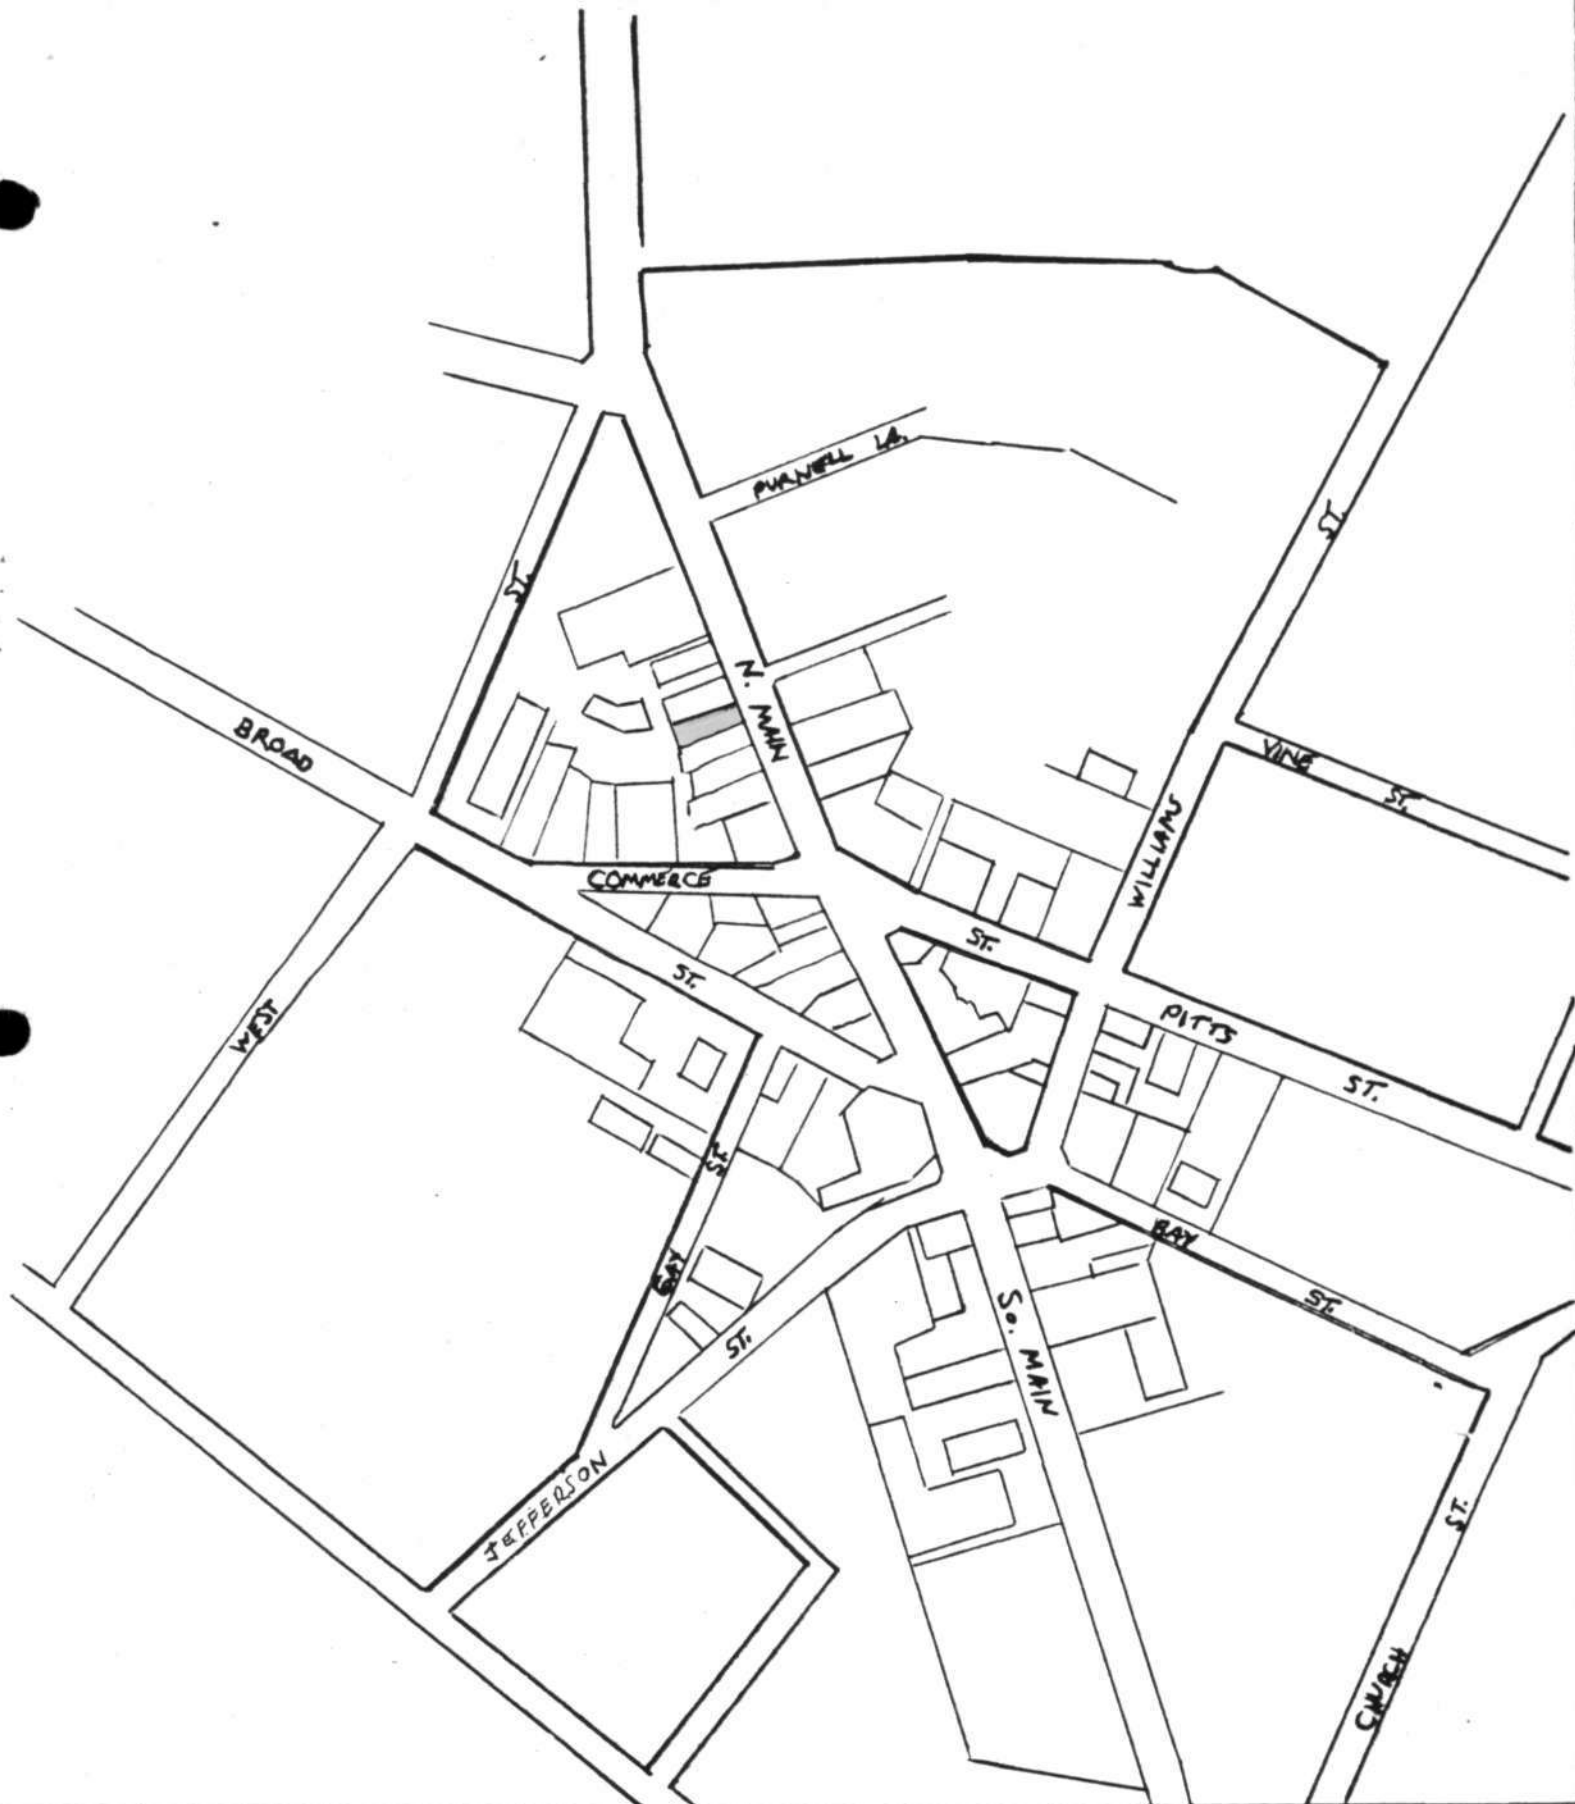 PURNELL LA.
ST.
ST.
N. MAIN
BROAD
VINE
ST.
WILLIAMS
COMMERCE
ST.
ST.
WEST
PITTS
ST.
ST.
BAY
GAY
ST.
So. MAIN
ST.
JEFFERSON
ST.
CHURCH